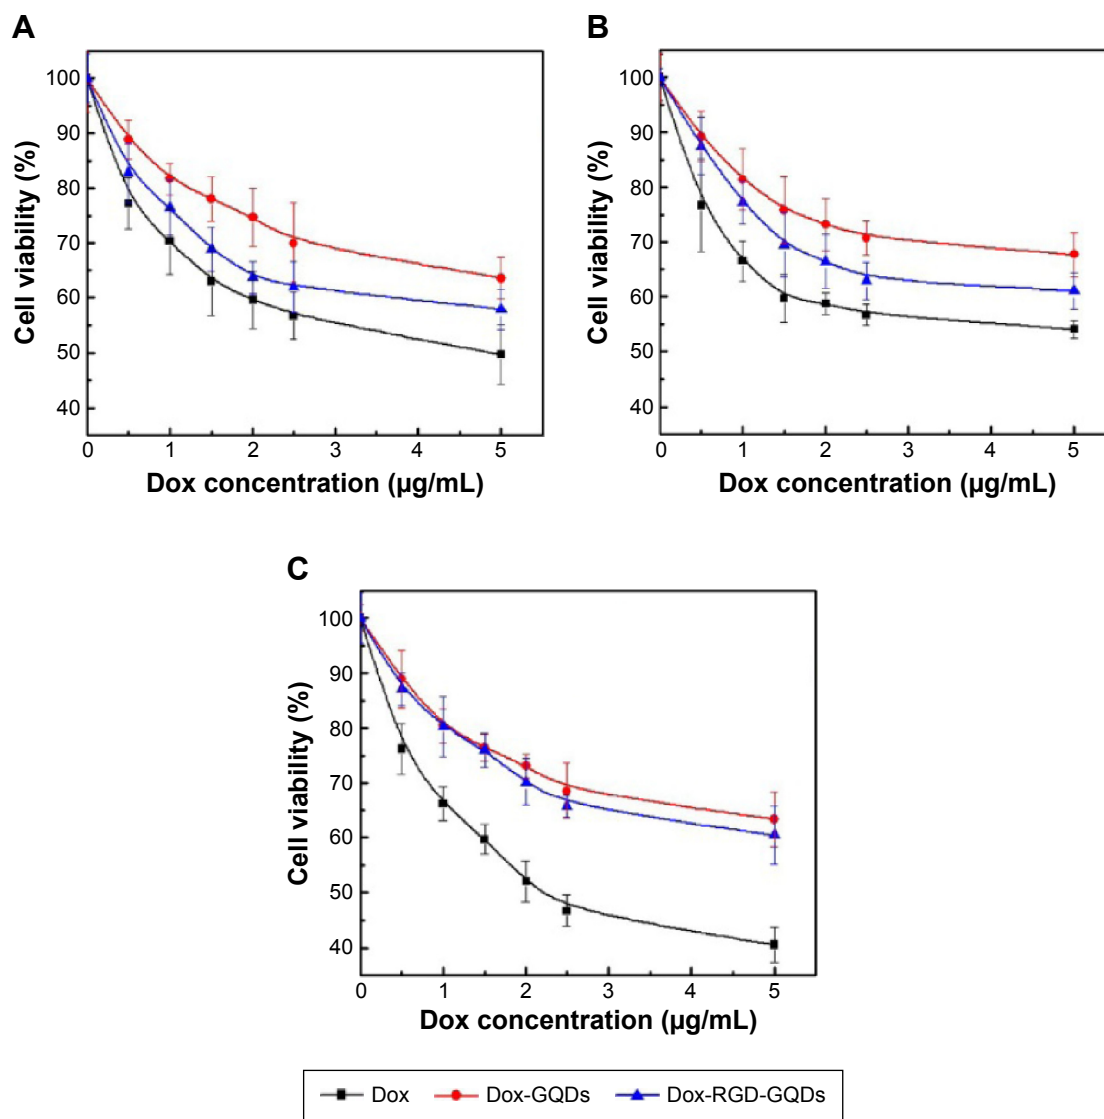 A
Cell viability (%)
100
90
80
70
60
50
40
0 1 2 3 4 5
Dox concentration (µg/mL)
B
Cell viability (%)
100
90
80
70
60
50
40
0 1 2 3 4 5
Dox concentration (µg/mL)
C
Cell viability (%)
100
90
80
70
60
50
40
0 1 2 3 4 5
Dox concentration (µg/mL)
Dox Dox-GQDs Dox-RGD-GQDs